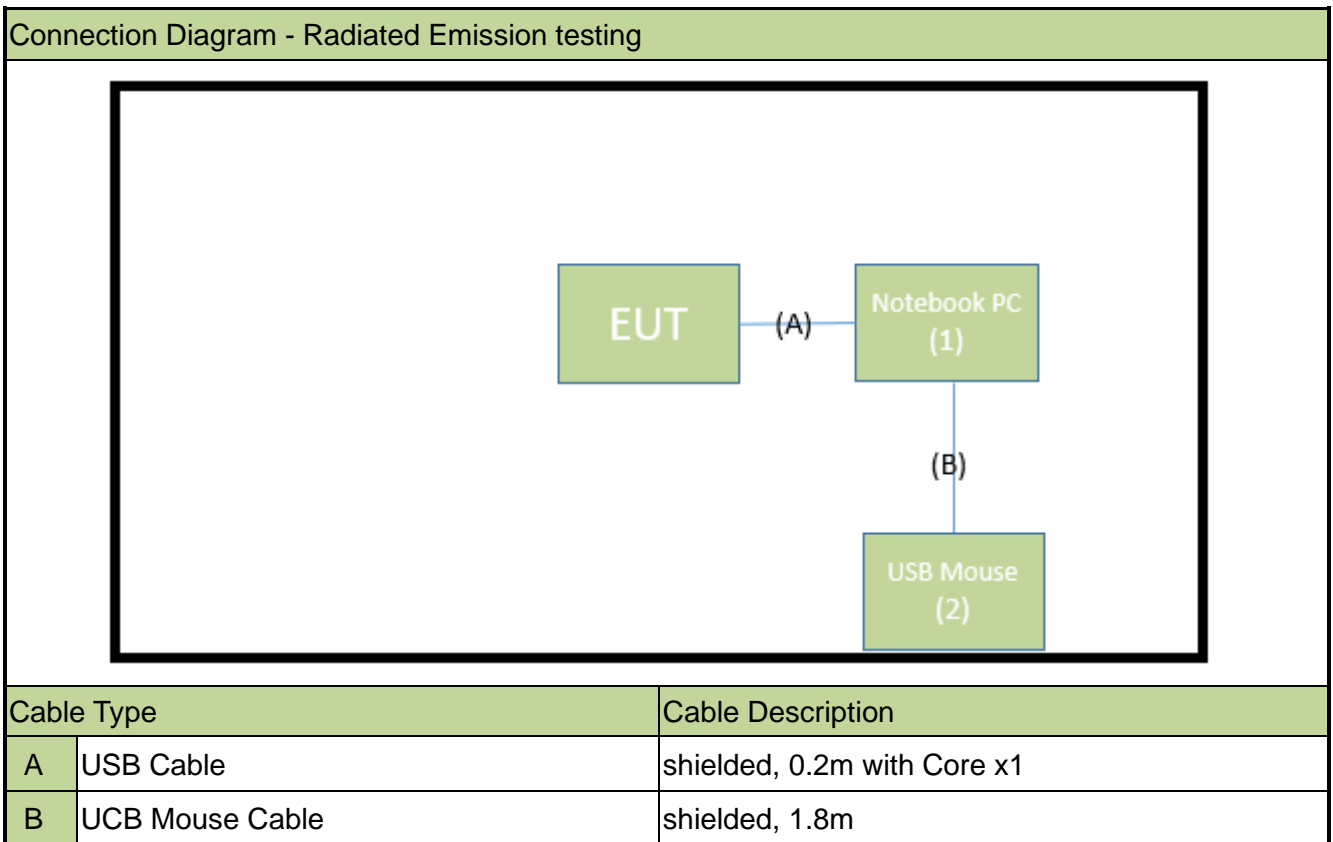 Connection Diagram - Radiated Emission testing
EUT
(A)
Notebook PC
(1)
(B)
USB Mouse
(2)
Cable Type
Cable Description
A USB Cable shielded, 0.2m with Core x1
B UCB Mouse Cable shielded, 1.8m